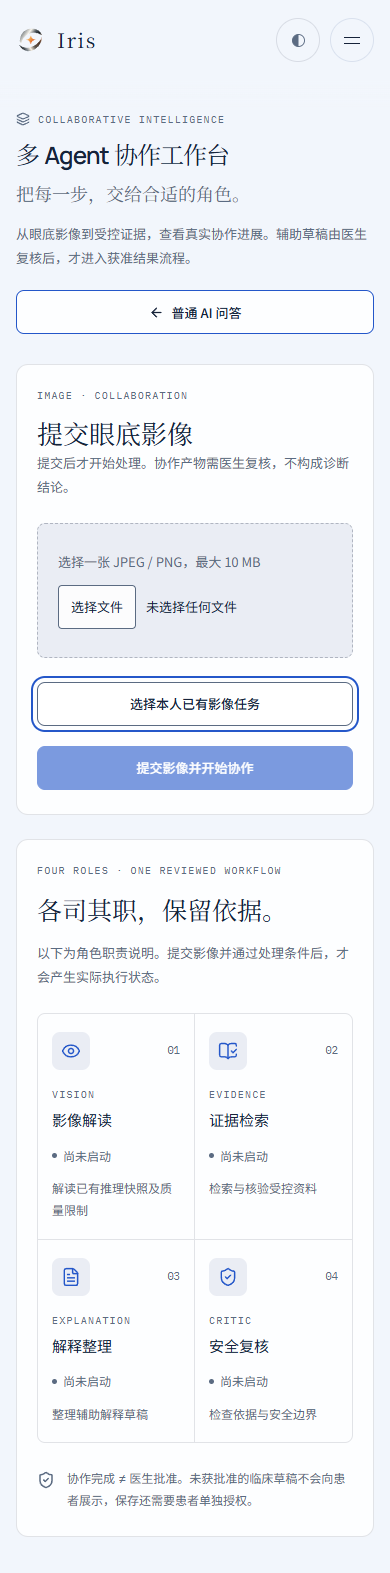 Iris
COLLABORATIVE INTELLIGENCE
多 Agent 协作工作台
把每一步，交给合适的角色。
从眼底影像到受控证据，查看真实协作进展。辅助草稿由医生
复核后，才进入获准结果流程。
← 普通 AI 问答
IMAGE · COLLABORATION
提交眼底影像
提交后才开始处理。协作产物需医生复核，不构成诊断
结论。
选择一张 JPEG / PNG，最大 10 MB
选择文件 未选择任何文件
选择本人已有影像任务
提交影像并开始协作
FOUR ROLES · ONE REVIEWED WORKFLOW
各司其职，保留依据。
以下为角色职责说明。提交影像并通过处理条件后，才
会产生实际执行状态。
01
VISION
影像解读
尚未启动
解读已有推理快照及质
量限制
02
EVIDENCE
证据检索
尚未启动
检索与核验受控资料
03
EXPLANATION
解释整理
尚未启动
整理辅助解释草稿
04
CRITIC
安全复核
尚未启动
检查依据与安全边界
协作完成 ≠ 医生批准。未获批准的临床草稿不会向患
者展示，保存还需要患者单独授权。